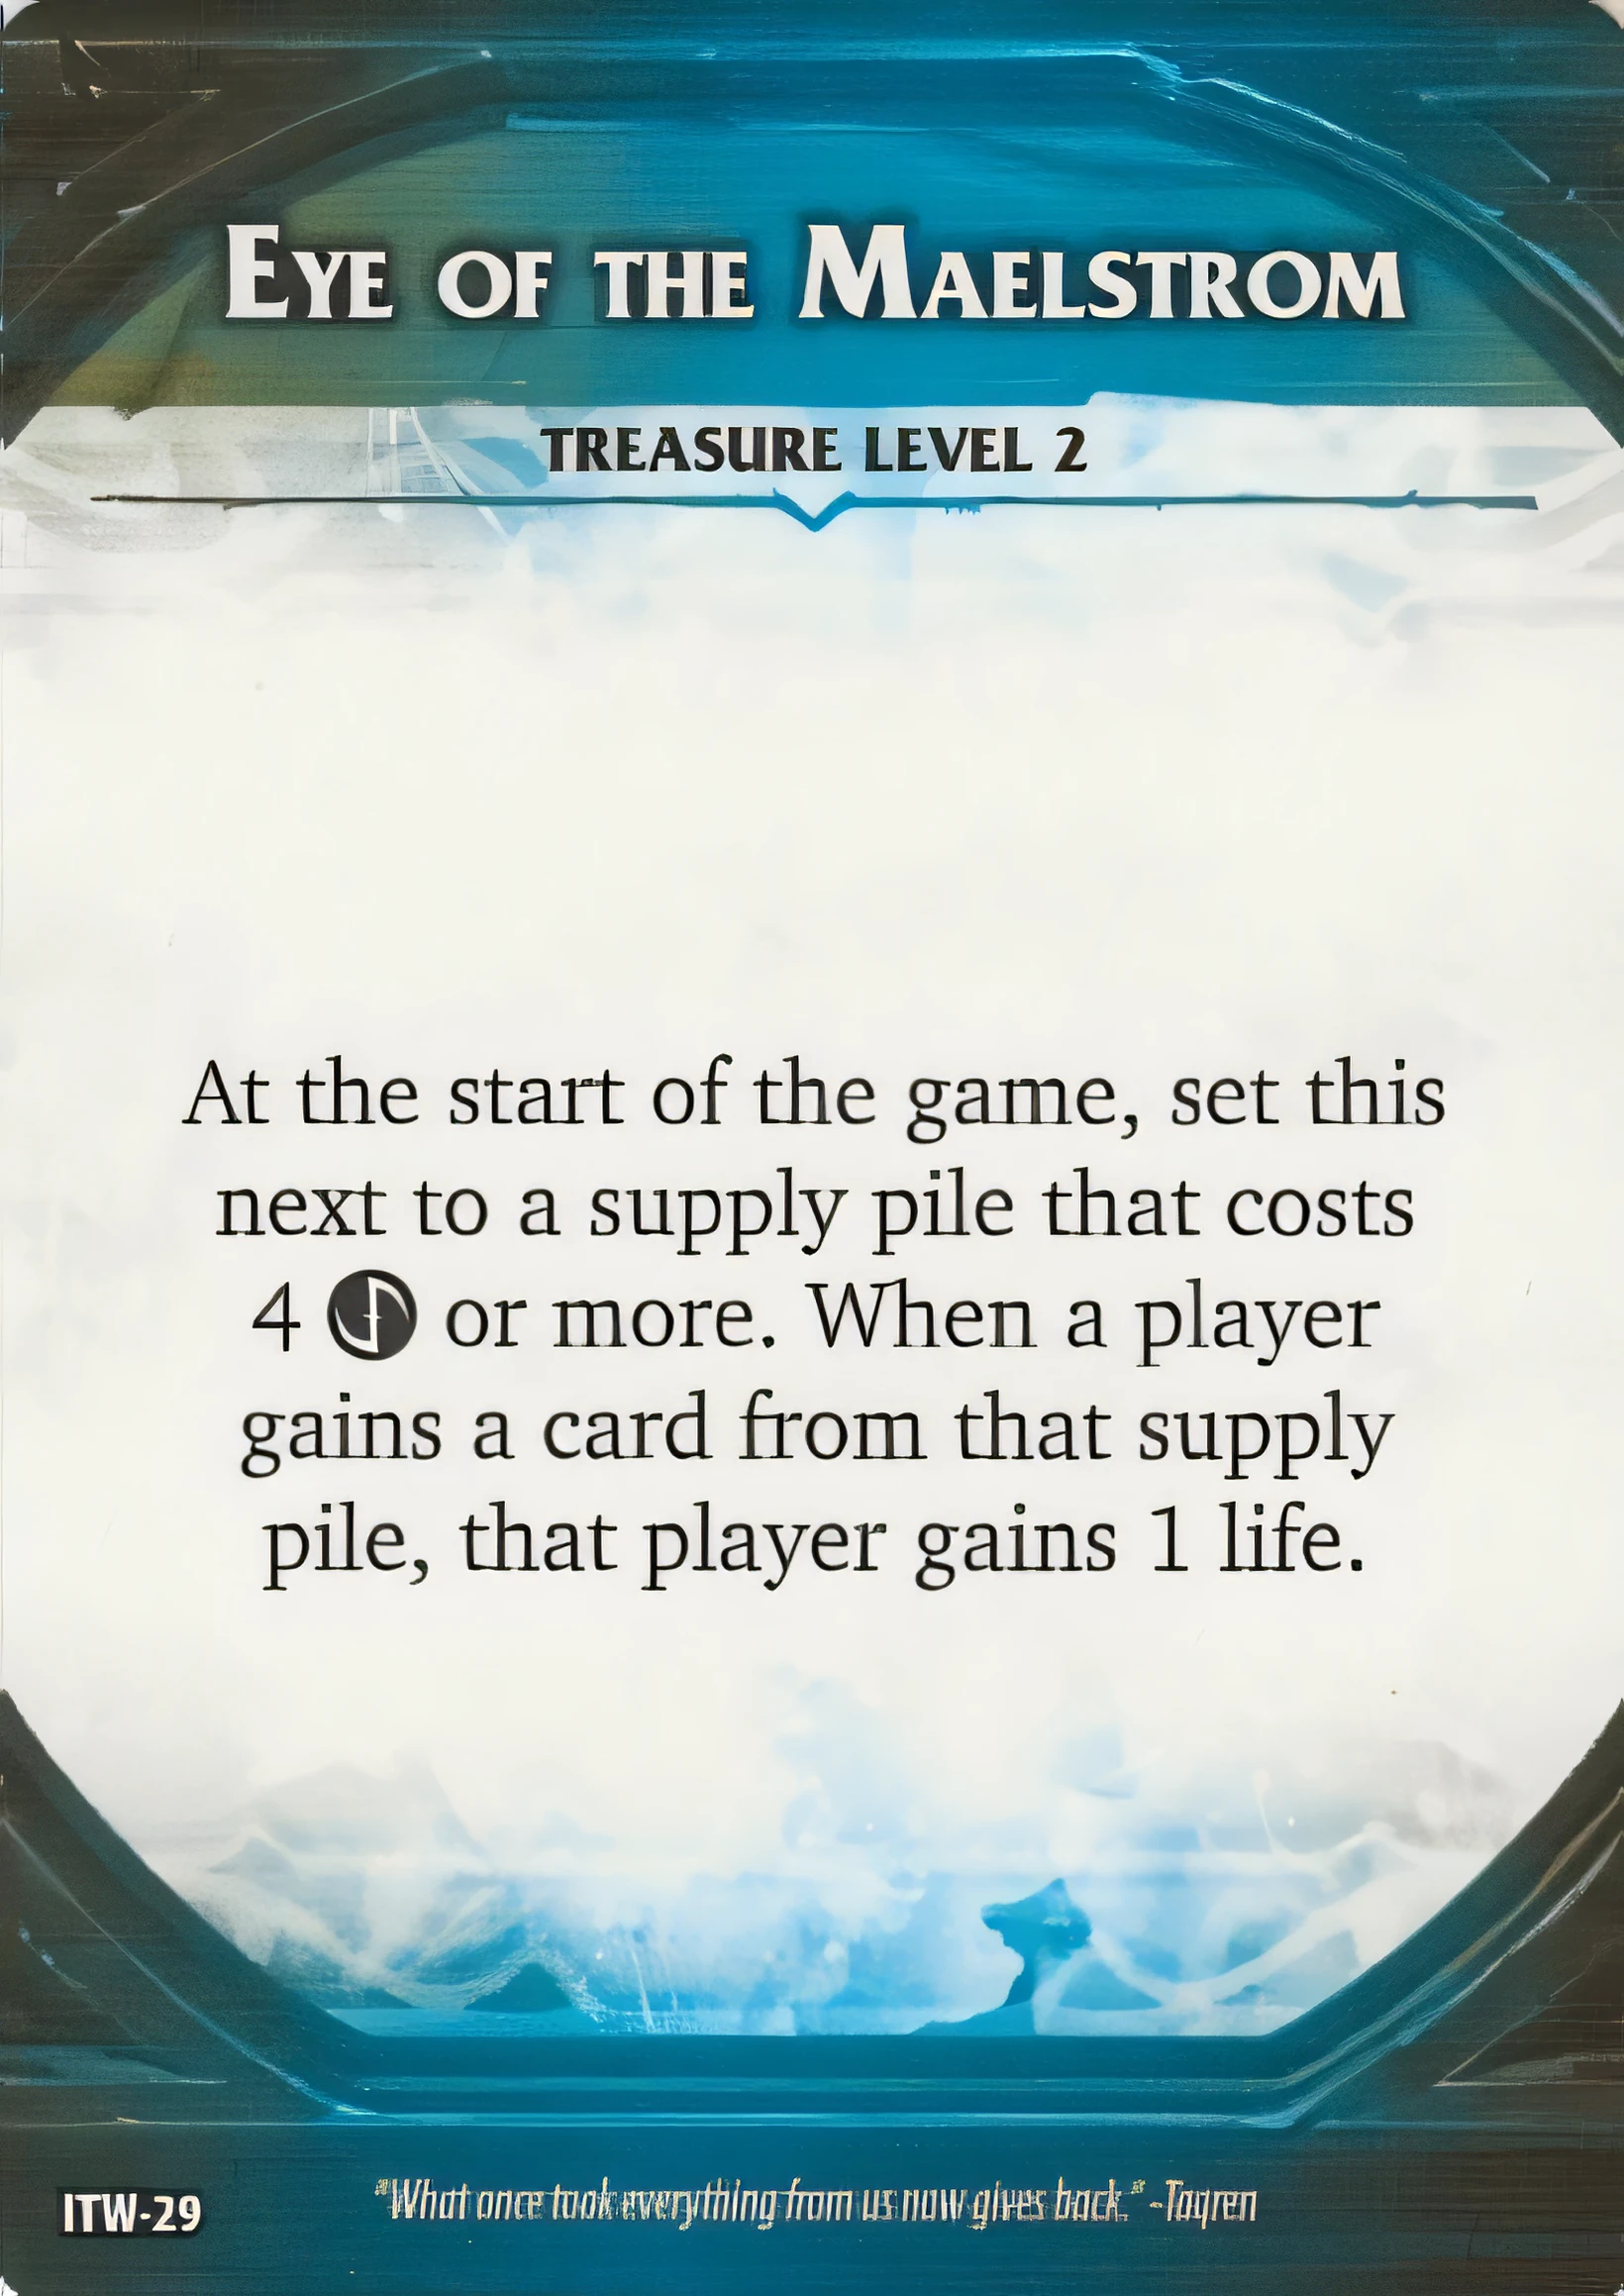 EYE OF THE MAELSTROM
TREASURE LEVEL 2
At the start of the game, set this
next to a supply pile that costs
4 or more. When a player
gains a card from that supply
pile, that player gains 1 life.
ITW-29
"What once took everything from us now gives back." -Taqren